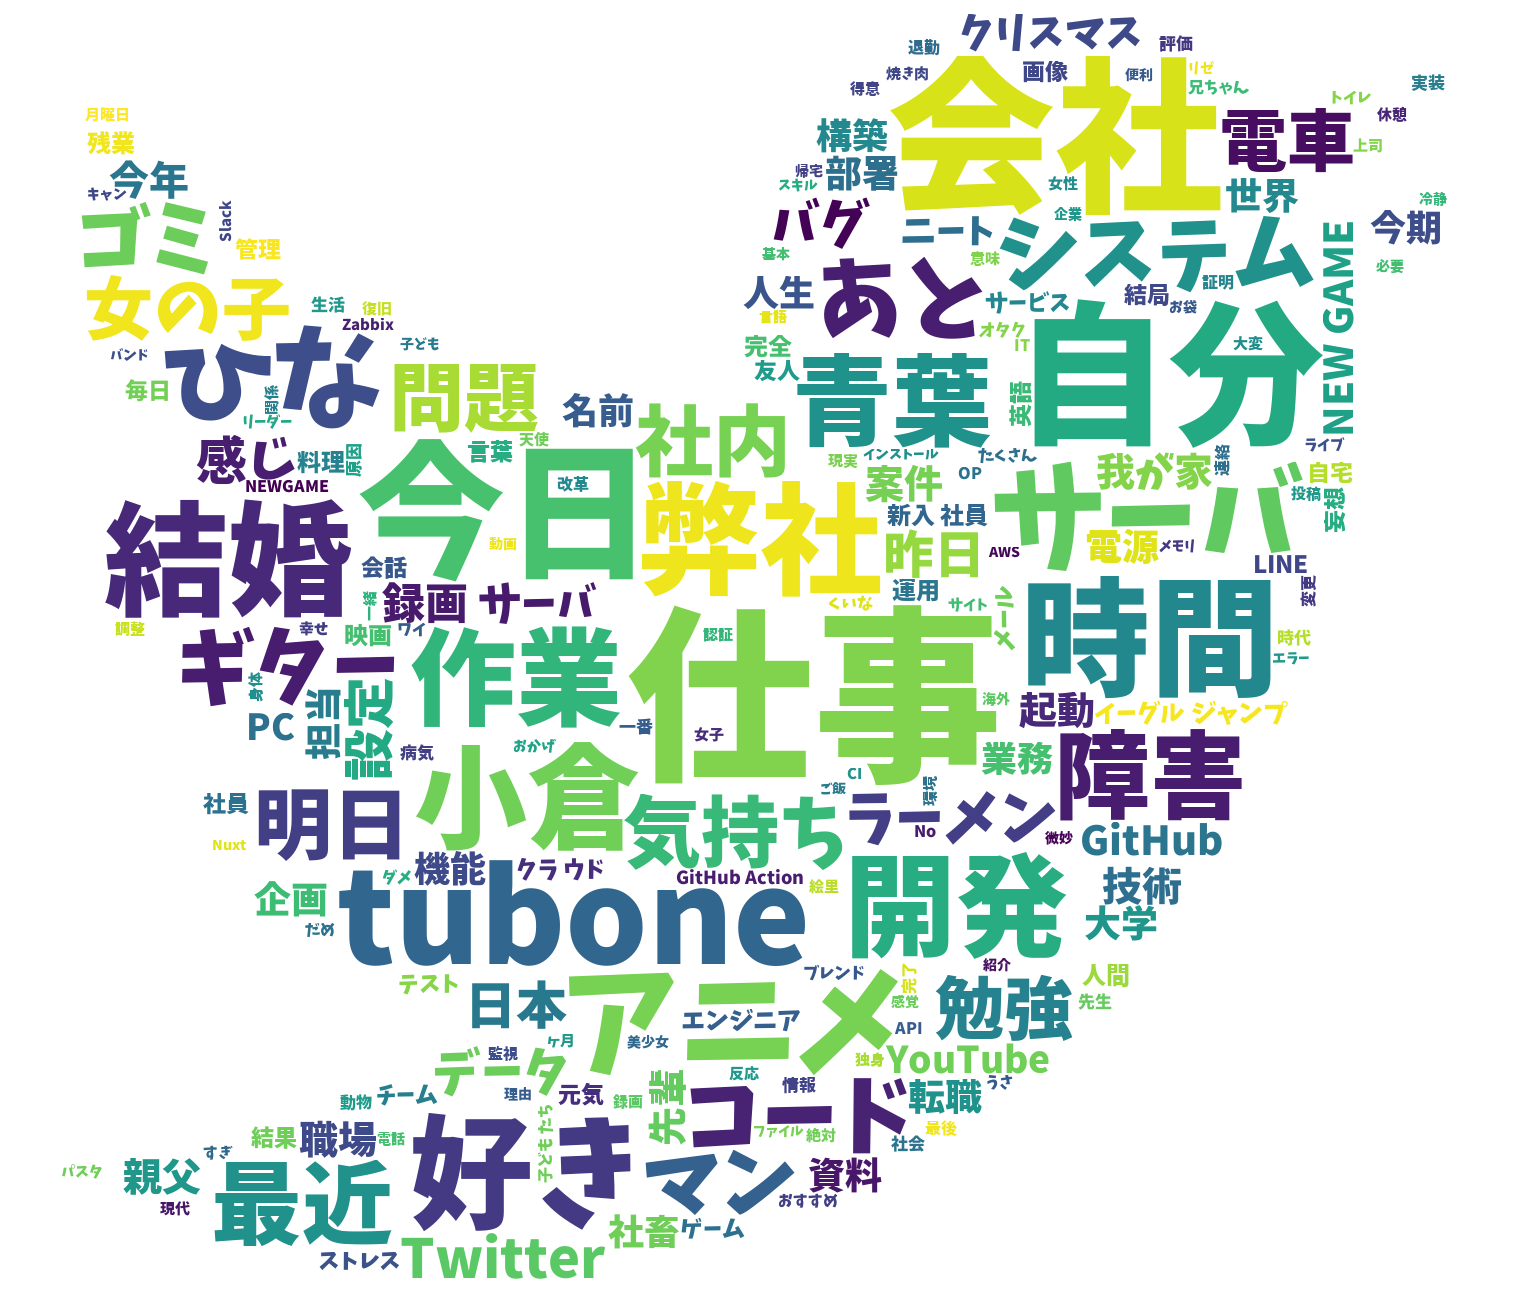 クリスマス
退勤
評価
焼き肉
画像
便利
リゼ
得意
会社
兄ちゃん
実装
トイレ
休憩
月曜日
残業
構築
電車
上司
今年
帰宅
部署
スキル
女性
世界
冷静
キャン
ゴミ
Slack
管理
バグ
ニート
企業
システム
今期
基本
意味
必要
女の子
生活
復旧
人生
あと
サービス
証明
結局
お袋
NEW GAME
言語
Zabbix
バンド
ひな
子ども
完全
友人
オタク
IT
自分
大変
毎日
関係
リーダー
問題
名前
社内
青葉
英語
感じ
料理
原因
言葉
天使
現実
インストール
たくさん
我が家
連絡
ライブ
自宅
NEWGAME
今日
改革
案件
OP
サーバ
投稿
妄想
結婚
動画
弊社
新入 社員
昨日
AWS
電源
メモリ
LINE
会話
運用
変更
一緒
録画 サーバ
くいな
サイト
メール
時間
調整
幸せ
映画
ワイ
認証
時代
エラー
ギター
作業
仕事
身体
設定
海外
起動
イーグル ジャンプ
PC
担当
病気
おかげ
一番
女子
業務
障害
小倉
CI
ご飯
環境
社員
明日
気持ち
ラーメン
No
微妙
GitHub
Nuxt
ダメ
機能
クラ ウド
GitHub Action
絵里
開発
技術
企画
だめ
tubone
大学
テスト
ブレンド
完了
紹介
人間
日本
アニメ
感覚
勉強
先生
エンジニア
API
ヶ月
美少女
監視
データ
独身
YouTube
反応
情報
うさ
動物
チーム
理由
元気
録画
先輩
コード
転職
結果
職場
電話
子どもたち
ファイル
絶対
社会
最後
すぎ
パスタ
親父
最近
好き
マン
資料
おすすめ
現代
社畜
ゲーム
ストレス
Twitter